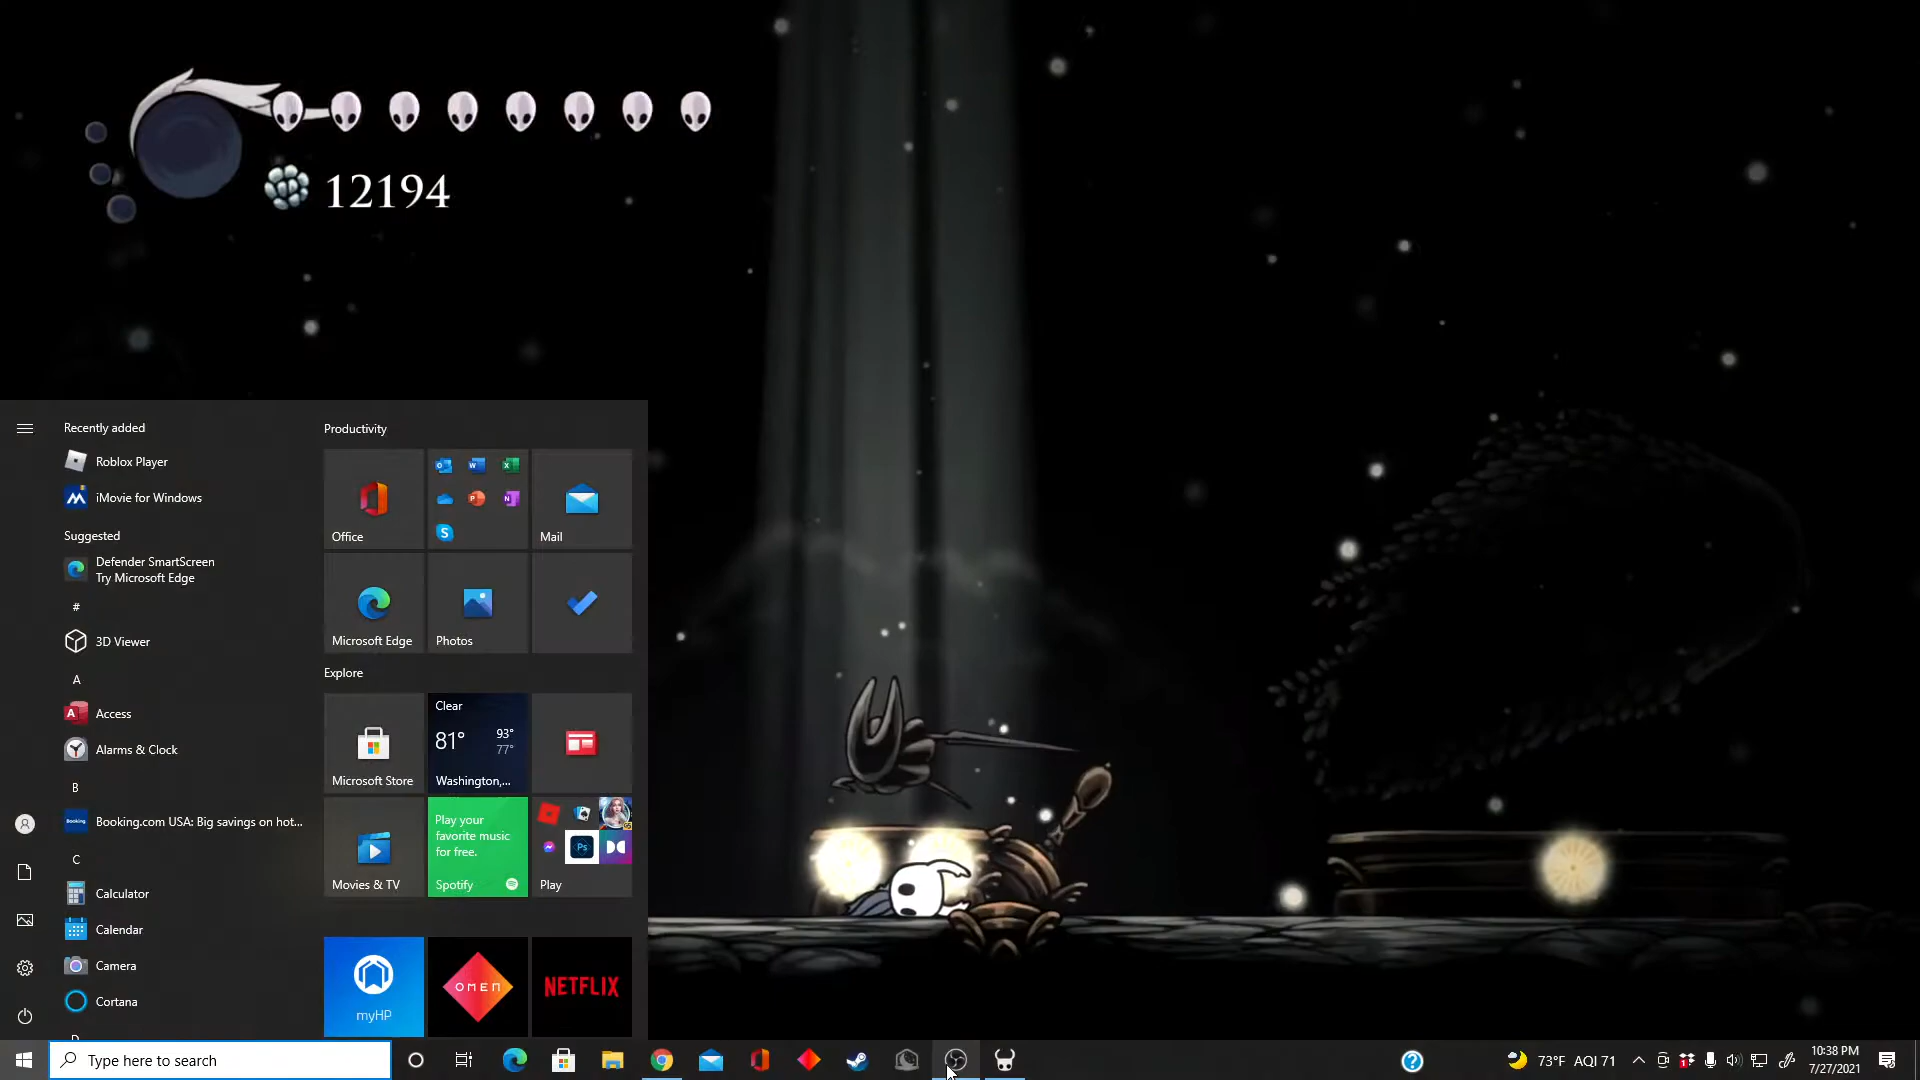 12194
Recently added
Roblox Player
iMovie for Windows
Suggested
Defender SmartScreen
Try Microsoft Edge
#
3D Viewer
A
Access
Alarms & Clock
B
Booking.com USA: Big savings on hot...
C
Calculator
Calendar
Camera
Cortana
Productivity
Office
Mail
Microsoft Edge
Photos
Explore
Microsoft Store
Clear
81° 93°
77°
Washington,...
Movies & TV
Play your
favorite music
for free.
Spotify
Ps
Play
myHP
OMEN
NETFLIX
Type here to search
73°F AQI 71
10:38 PM
7/27/2021